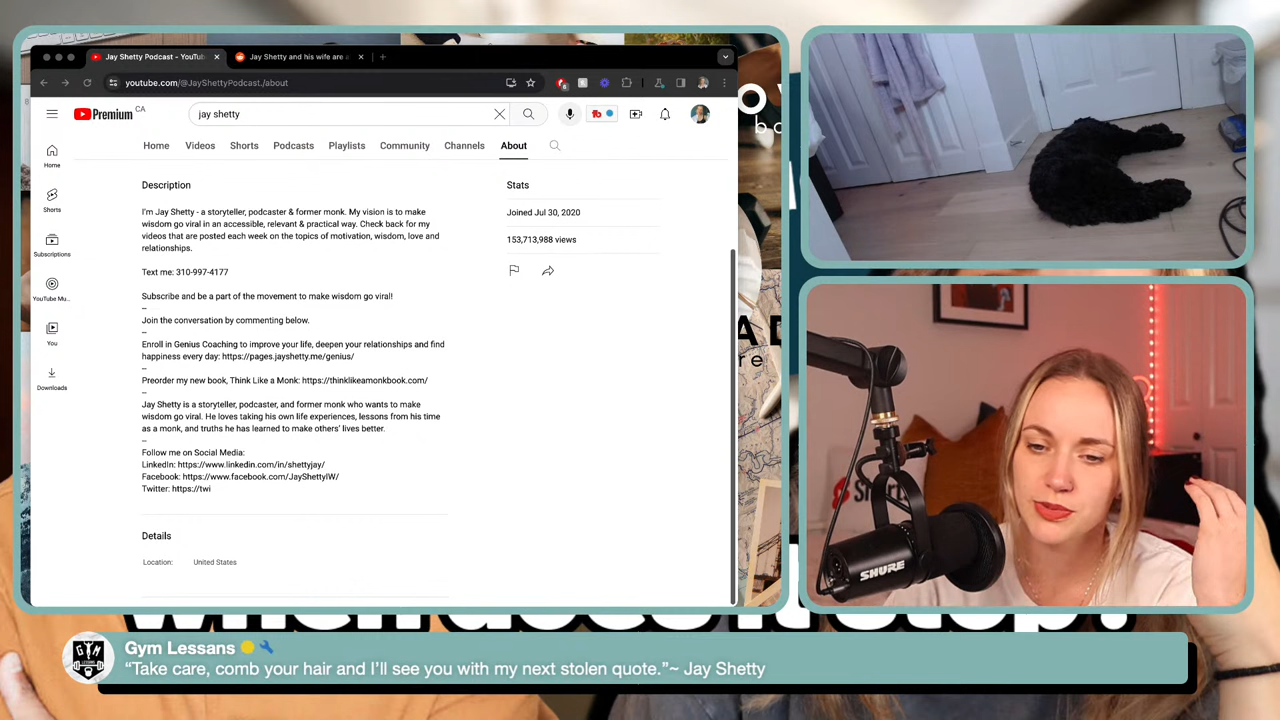 Jay Shetty Podcast - YouTu
Jay Shetty and his wife are
youtube.com/@JayShettyPodcast./about
6
Premium
CA
jay shetty
Home
Videos
Shorts
Podcasts
Playlists
Community
Channels
About
Home
Shorts
Subscriptions
YouTube Mu...
You
Downloads
Description
I'm Jay Shetty - a storyteller, podcaster & former monk. My vision is to make
wisdom go viral in an accessible, relevant & practical way. Check back for my
videos that are posted each week on the topics of motivation, wisdom, love and
relationships.
Text me: 310-997-4177
Subscribe and be a part of the movement to make wisdom go viral!
--
Join the conversation by commenting below.
--
Enroll in Genius Coaching to improve your life, deepen your relationships and find
happiness every day: https://pages.jayshetty.me/genius/
--
Preorder my new book, Think Like a Monk: https://thinklikeamonkbook.com/
--
Jay Shetty is a storyteller, podcaster, and former monk who wants to make
wisdom go viral. He loves taking his own life experiences, lessons from his time
as a monk, and truths he has learned to make others' lives better.
--
Follow me on Social Media:
LinkedIn: https://www.linkedin.com/in/shettyjay/
Facebook: https://www.facebook.com/JayShettyIW/
Twitter: https://twi
Details
Location: United States
Stats
Joined Jul 30, 2020
153,713,988 views
SHURE
when does it stop?
GYM
Gym Lessans
“Take care, comb your hair and I’ll see you with my next stolen quote.”~ Jay Shetty